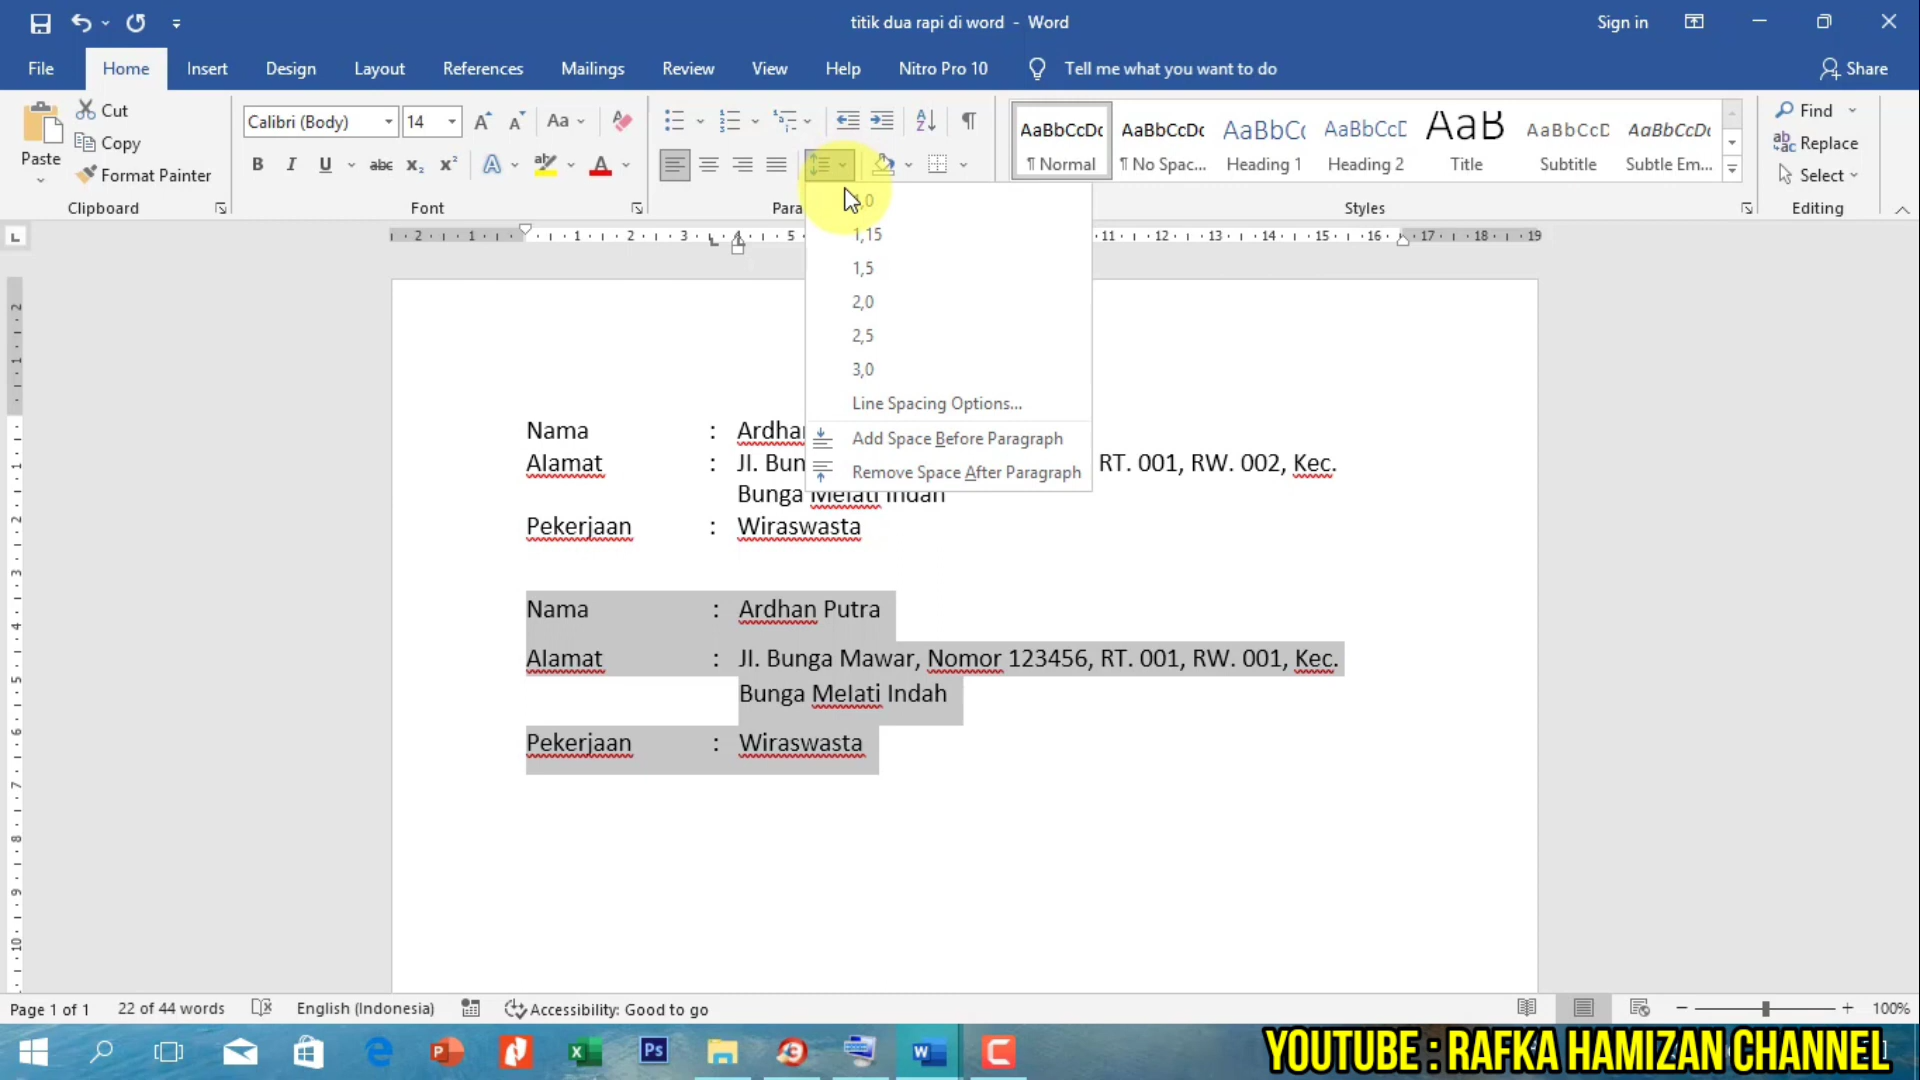 titik dua rapi di word - Word
Sign in
File Home Insert Design Layout References Mailings Review View Help Nitro Pro 10 Tell me what you want to do Share
Paste
Cut
Copy
Format Painter
Clipboard
Calibri (Body) 14
Font
AaBbCcDc AaBbCcDc AaBbCc AaBbCcD AaB AaBbCcD AaBbCcDc
¶ Normal ¶ No Spac... Heading 1 Heading 2 Title Subtitle Subtle Em...
Styles
Find
Replace
Select
Editing
1,15
1,5
2,0
2,5
3,0
Line Spacing Options...
Add Space Before Paragraph
Remove Space After Paragraph
Nama :
Alamat : RT. 001, RW. 002, Kec.
Bunga Melati Indah
Pekerjaan : Wiraswasta
Nama : Ardhan Putra
Alamat : Jl. Bunga Mawar, Nomor 123456, RT. 001, RW. 001, Kec.
Bunga Melati Indah
Pekerjaan : Wiraswasta
Page 1 of 1 22 of 44 words English (Indonesia) Accessibility: Good to go 100%
YOUTUBE : RAFKA HAMIZAN CHANNEL